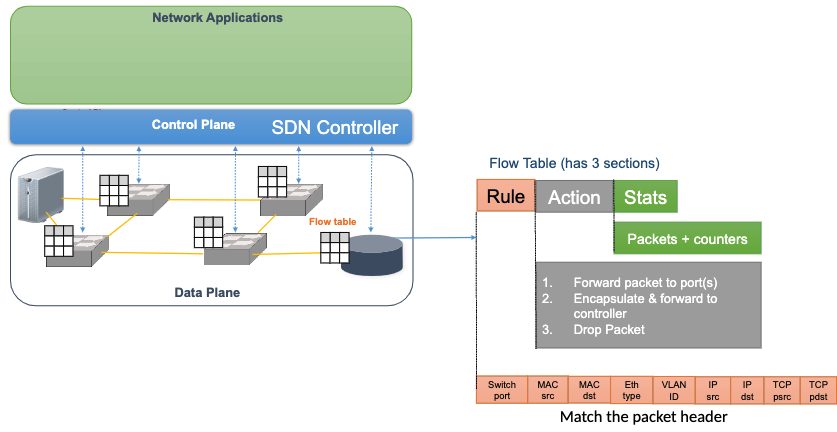 Network Applications
Control Plane
SDN Controller
Flow table
Data Plane
Flow Table (has 3 sections)
Rule
Action
Stats
Packets + counters
1. Forward packet to port(s)
2. Encapsulate & forward to
controller
3. Drop Packet
Switch
port
MAC
src
MAC
dst
Eth
type
VLAN
ID
IP
src
IP
dst
TCP
psrc
TCP
pdst
Match the packet header